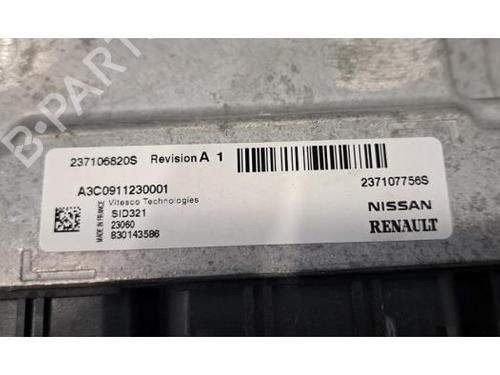 237106820S Revision A 1
A3C0911230001
237107756S
Vitesco Technologies
MADE IN FRANCE
SID321
23060
830143586
NISSAN
RENAULT
B-PARTS